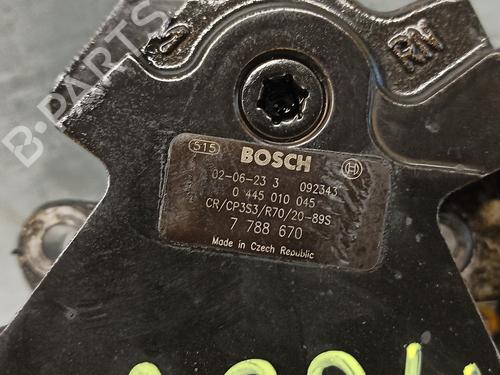 RN
B-PARTS
515 BOSCH
02-06-23 3 092343
0 445 010 045
CR/CP3S3/R70/20-89S
7 788 670
Made in Czech Republic